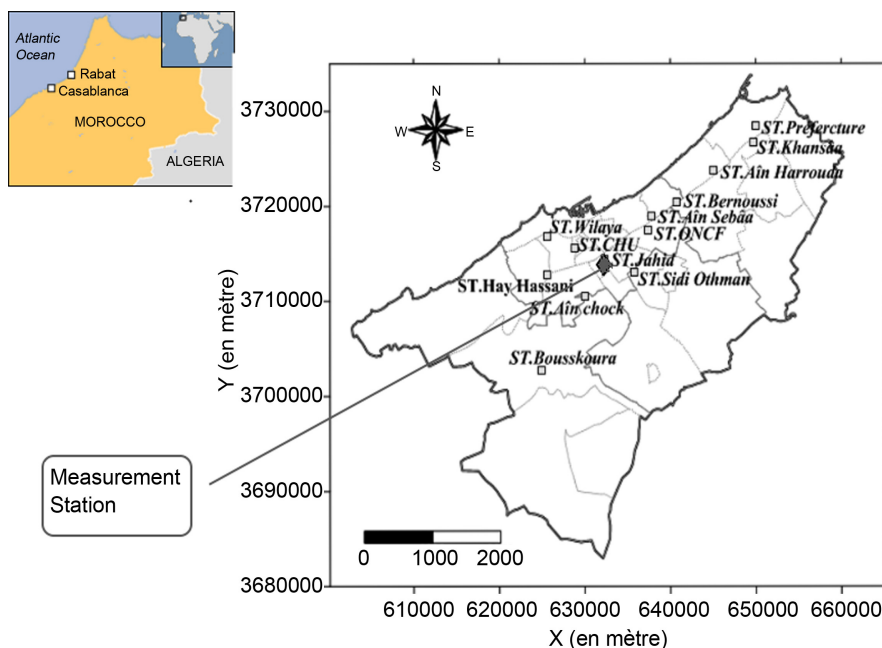 Atlantic
Ocean
Rabat
Casablanca
MOROCCO
ALGERIA
N
W
E
S
3730000
3720000
3710000
3700000
3690000
3680000
Y (en mètre)
ST.Préfercture
ST.Khansaa
ST.Aîn Harrouda
ST.Bernoussi
ST.Aîn Sebâa
ST.ONCF
ST.Wilaya
ST.CHU
ST.Jahid
ST.Sidi Othman
ST.Hay Hassani
ST.Aîn chock
ST.Bousskoura
Measurement
Station
0 1000 2000
610000 620000 630000 640000 650000 660000
X (en mètre)